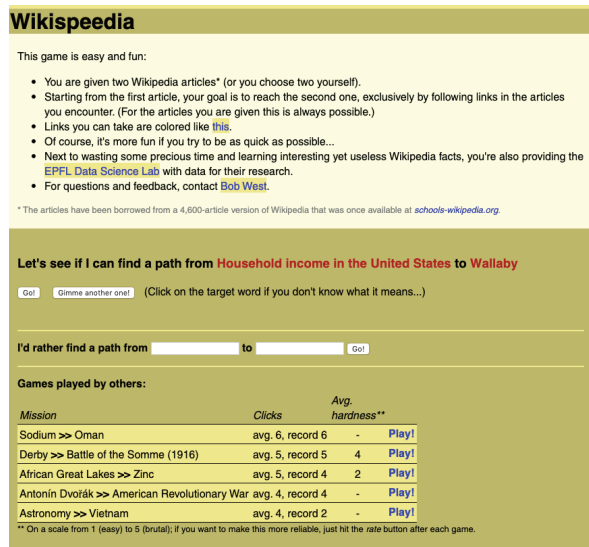 Wikispeedia
This game is easy and fun:
• You are given two Wikipedia articles* (or you choose two yourself).
• Starting from the first article, your goal is to reach the second one, exclusively by following links in the articles
you encounter. (For the articles you are given this is always possible.)
• Links you can take are colored like this.
• Of course, it's more fun if you try to be as quick as possible...
• Next to wasting some precious time and learning interesting yet useless Wikipedia facts, you're also providing the
EPFL Data Science Lab with data for their research.
• For questions and feedback, contact Bob West.
* The articles have been borrowed from a 4,600-article version of Wikipedia that was once available at schools-wikipedia.org.
Let's see if I can find a path from Household income in the United States to Wallaby
Go! Gimme another one! (Click on the target word if you don't know what it means...)
I'd rather find a path from to Go!
Games played by others:
Avg.
Mission Clicks hardness**
Sodium >> Oman avg. 6, record 6 - Play!
Derby >> Battle of the Somme (1916) avg. 5, record 5 4 Play!
African Great Lakes >> Zinc avg. 5, record 4 2 Play!
Antonín Dvořák >> American Revolutionary War avg. 4, record 4 - Play!
Astronomy >> Vietnam avg. 4, record 2 - Play!
** On a scale from 1 (easy) to 5 (brutal); if you want to make this more reliable, just hit the rate button after each game.